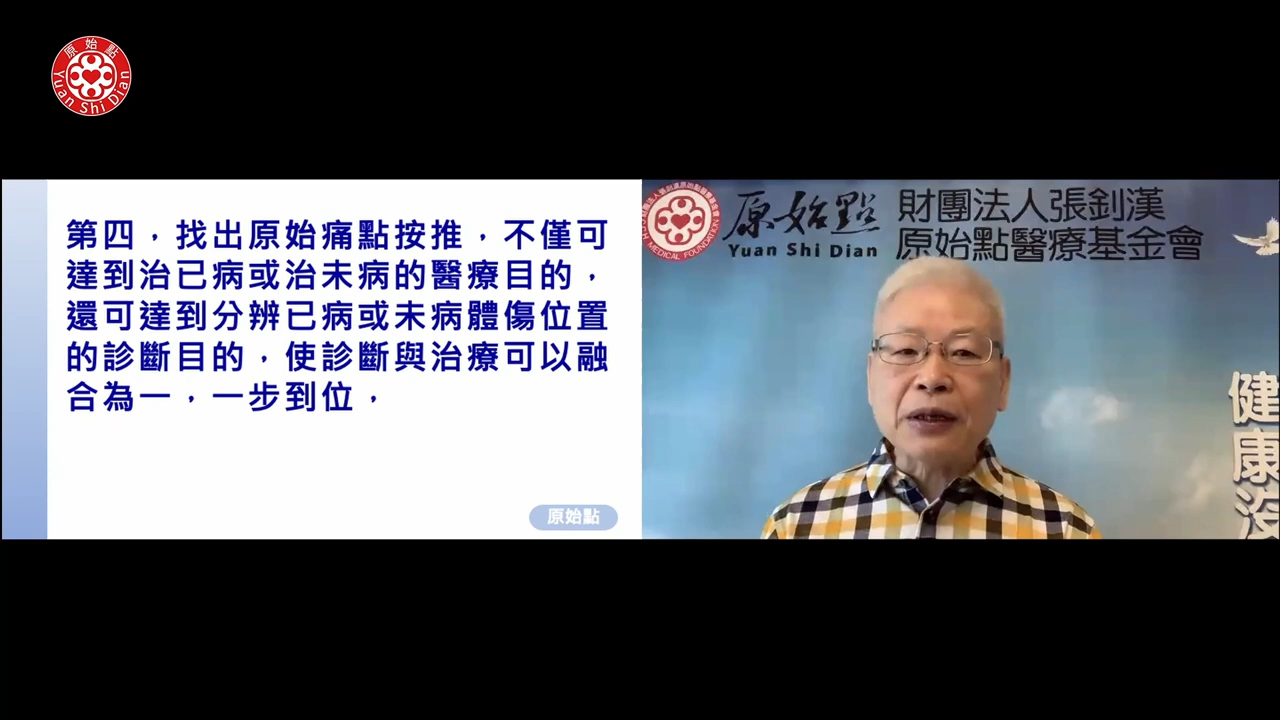 原始點
Yuan Shi Dian
第四，找出原始痛點按推，不僅可
達到治已病或治未病的醫療目的，
還可達到分辨已病或未病體傷位置
的診斷目的，使診斷與治療可以融
合為一，一步到位，
原始點
原始點
Yuan Shi Dian
財團法人張釗漢
原始點醫療基金會
MEDICAL FOUNDATION
健康沒